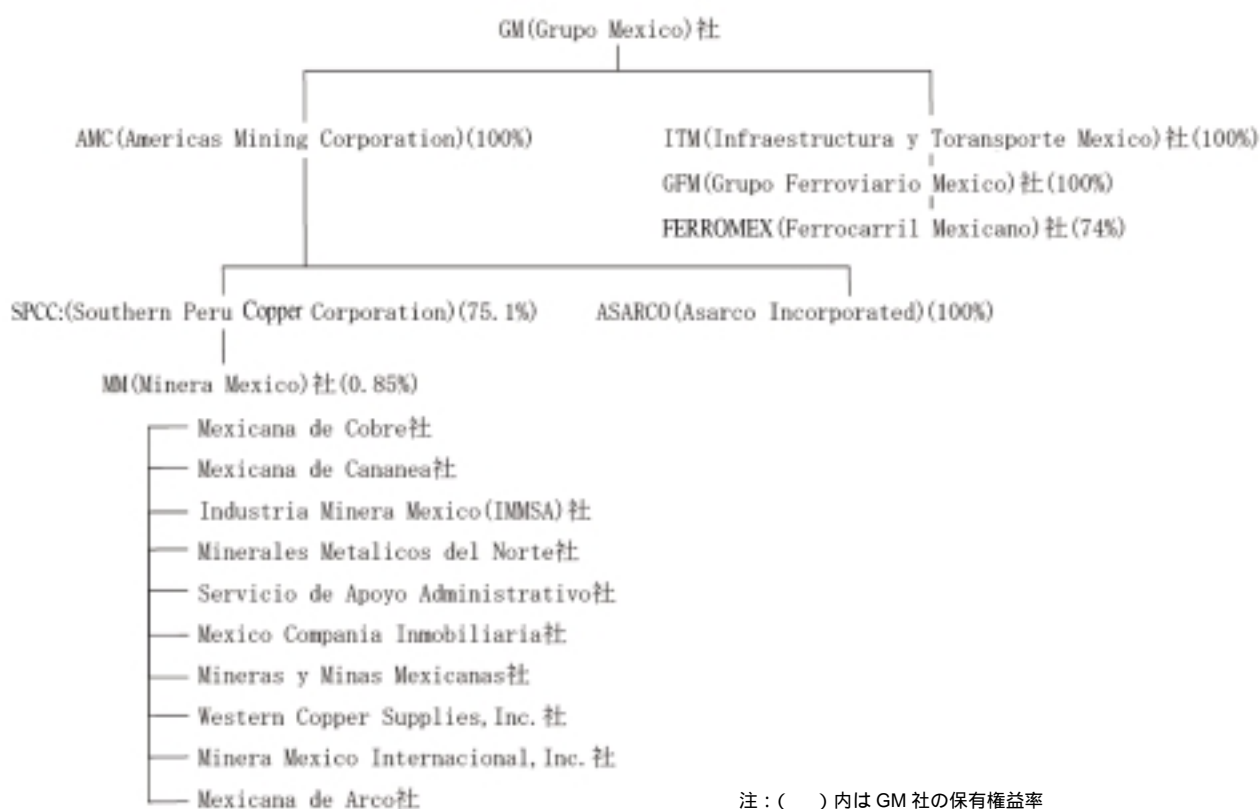 GM(Grupo Mexico)社
AMC(Americas Mining Corporation)(100%)
ITM(Infraestructura y Toransporte Mexico)社(100%)
GFM(Grupo Ferroviario Mexico)社(100%)
FERROMEX(Ferrocarril Mexicano)社(74%)
SPCC:(Southern Peru Copper Corporation)(75.1%)
ASARCO(Asarco Incorporated)(100%)
MM(Minera Mexico)社(0.85%)
Mexicana de Cobre社
Mexicana de Cananea社
Industria Minera Mexico(IMMSA)社
Minerales Metalicos del Norte社
Servicio de Apoyo Administrativo社
Mexico Compania Inmobiliaria社
Mineras y Minas Mexicanas社
Western Copper Supplies,Inc.社
Minera Mexico Internacional,Inc.社
Mexicana de Arco社
注：（　）内は GM 社の保有権益率